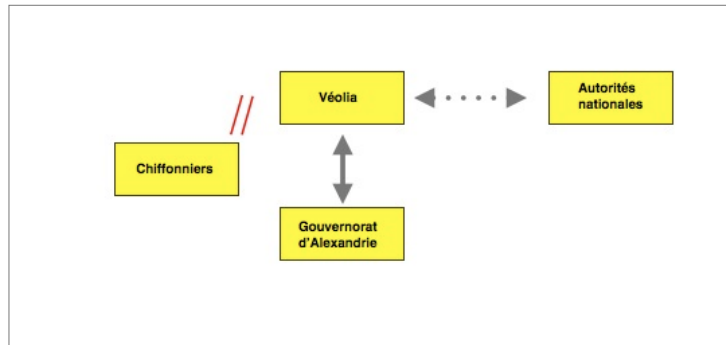 Véolia
Autorités
nationales
Chiffonniers
Gouvernorat
d'Alexandrie